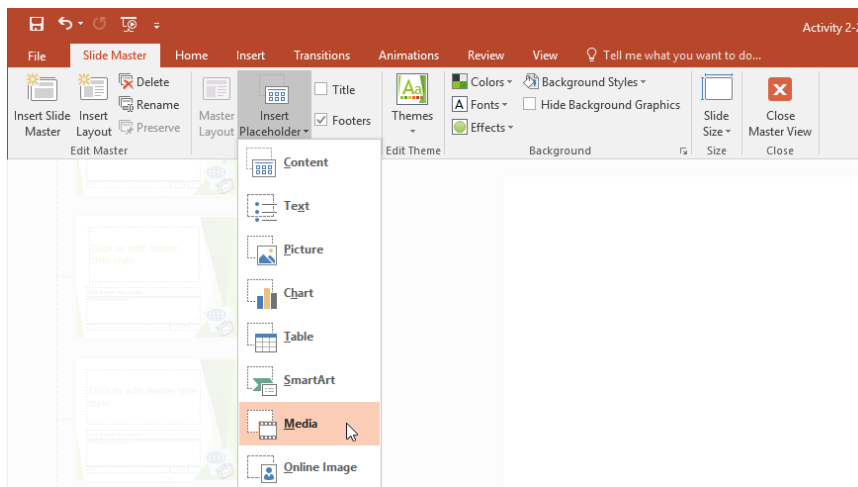 Activity 2-2
File Slide Master Home Insert Transitions Animations Review View Tell me what you want to do...
Insert Slide Master
Insert Layout
Delete
Rename
Preserve
Edit Master
Master Layout
Insert Placeholder
Title
Footers
Themes
Edit Theme
Colors
Fonts
Effects
Background Styles
Hide Background Graphics
Background
Slide Size
Size
Close Master View
Close
Content
Text
Picture
Chart
Table
SmartArt
Media
Online Image
Click to edit Master
title style
Click to edit Master title
style